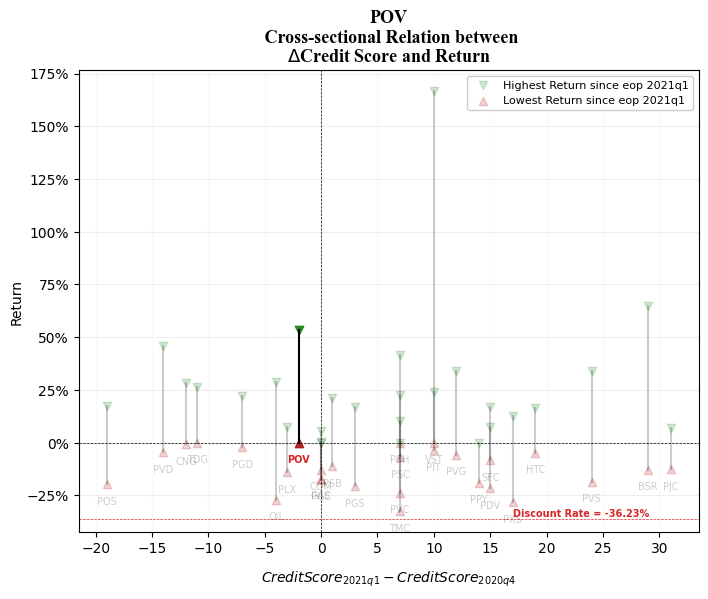 POV
Cross-sectional Relation between
ΔCredit Score and Return
175%
150%
125%
100%
75%
50%
25%
0%
−25%
Return
Highest Return since eop 2021q1
Lowest Return since eop 2021q1
POS
PVD
CNG
TDG
PGD
OIL
PLX
POV
PSB
PGS
PSH
PSC
PVC
TMC
VST
PIT
PVG
PPY
SFC
PDV
PXS
HTC
PVS
BSR
PJC
Discount Rate = -36.23%
−20
−15
−10
−5
0
5
10
15
20
25
30
CreditScore2021q1 − CreditScore2020q4